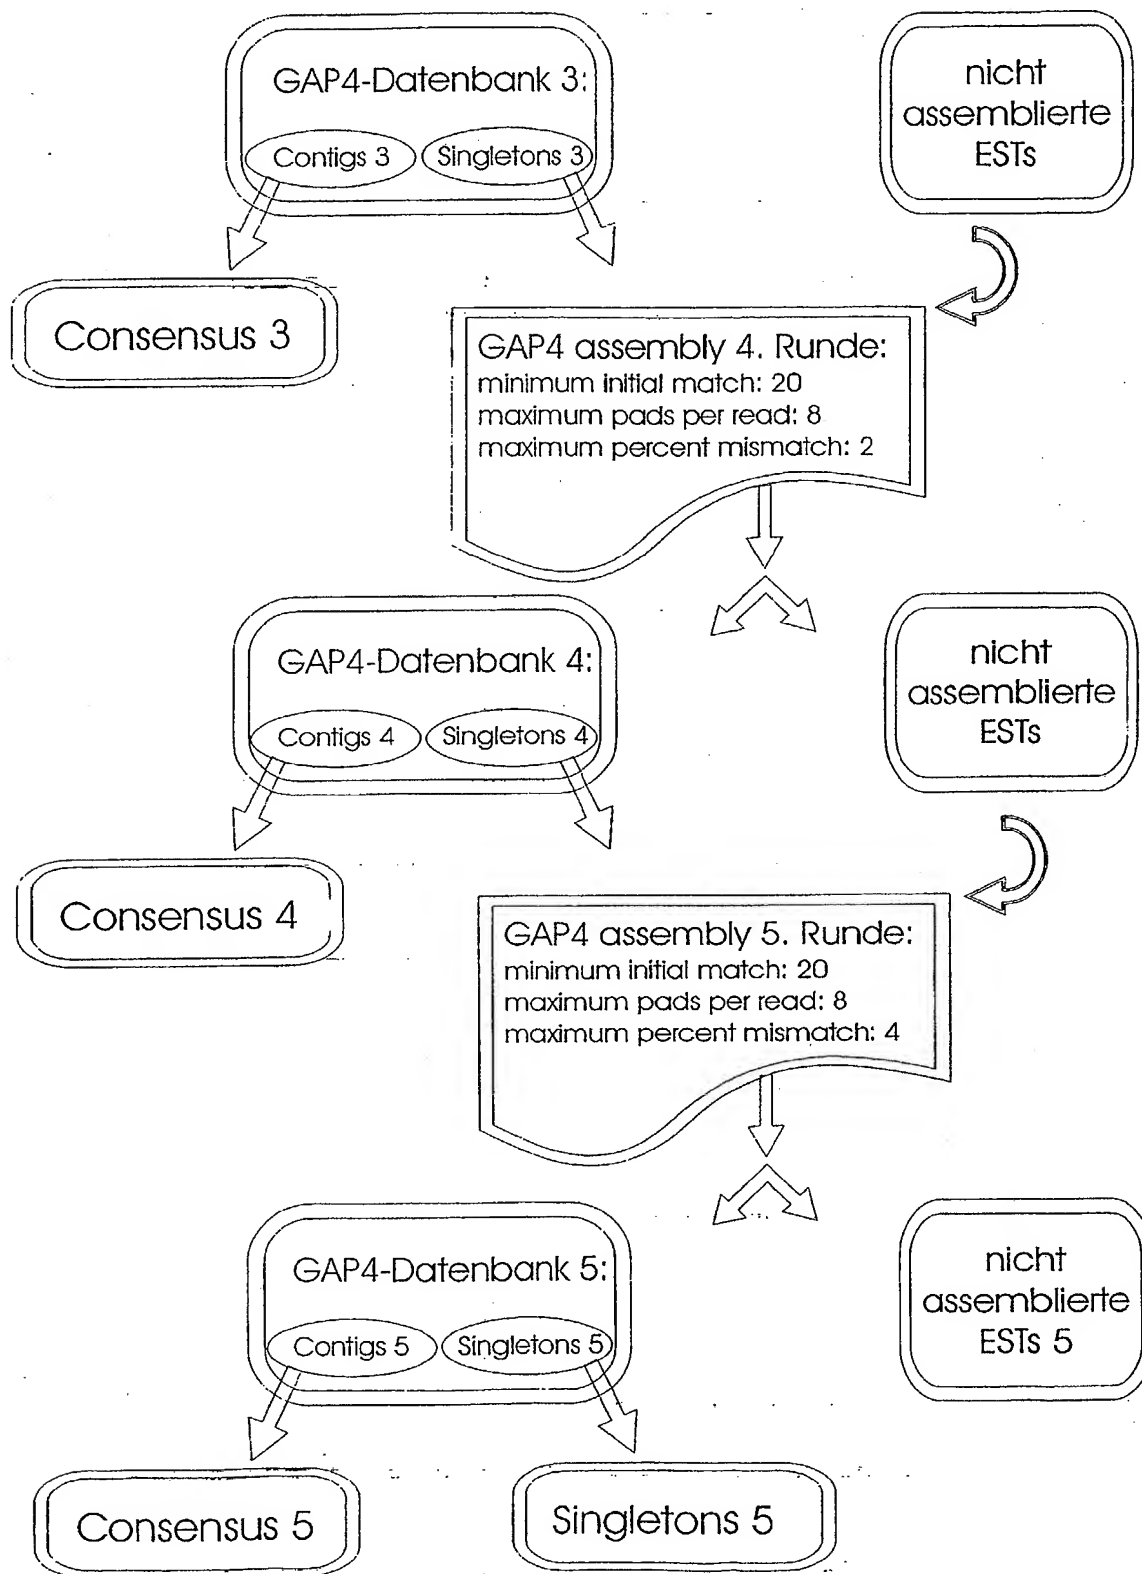 GAP4-Datenbank 3:
Contigs 3
Singletons 3
nicht
assemblierte
ESTs
Consensus 3
GAP4 assembly 4. Runde:
minimum initial match: 20
maximum pads per read: 8
maximum percent mismatch: 2
GAP4-Datenbank 4:
Contigs 4
Singletons 4
nicht
assemblierte
ESTs
Consensus 4
GAP4 assembly 5. Runde:
minimum initial match: 20
maximum pads per read: 8
maximum percent mismatch: 4
GAP4-Datenbank 5:
Contigs 5
Singletons 5
nicht
assemblierte
ESTs 5
Consensus 5
Singletons 5